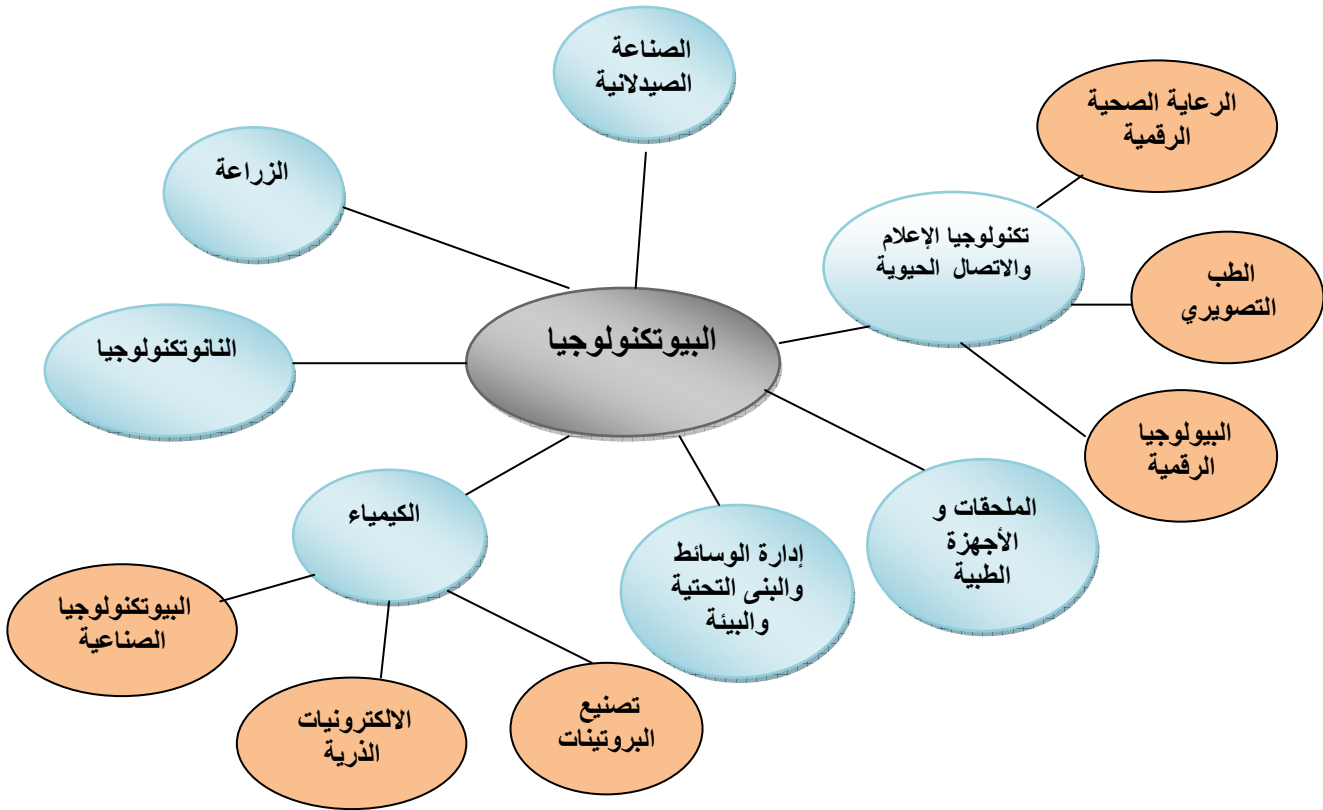 الصناعة
الصيدلانية
الرعاية الصحية
الرقمية
الزراعة
تكنولوجيا الإعلام
والاتصال الحيوية
الطب
التصويري
البيوتكنولوجيا
النانوتكنولوجيا
البيولوجيا
الرقمية
الكيمياء
الملحقات و
الأجهزة
الطبية
إدارة الوسائط
والبنى التحتية
والبيئة
البيوتكنولوجيا
الصناعية
الالكترونيات
الذرية
تصنيع
البروتينات